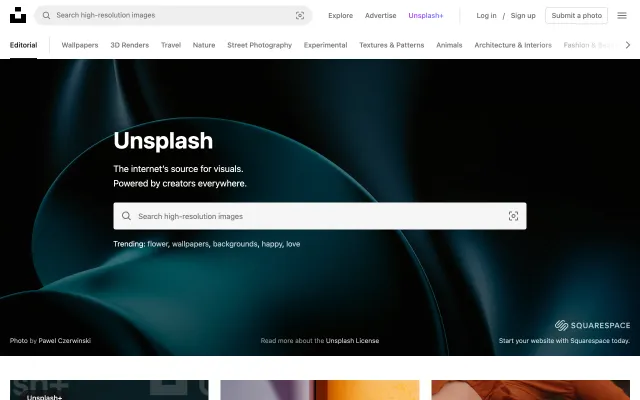 Search high-resolution images
Explore
Advertise
Unsplash+
Log in / Sign up
Submit a photo
Editorial
Wallpapers
3D Renders
Travel
Nature
Street Photography
Experimental
Textures & Patterns
Animals
Architecture & Interiors
Fashion &
Unsplash
The internet's source for visuals.
Powered by creators everywhere.
Search high-resolution images
Trending: flower, wallpapers, backgrounds, happy, love
SQUARESPACE
Photo by Pawel Czerwinski
Read more about the Unsplash License
Start your website with Squarespace today.
Unsplash+